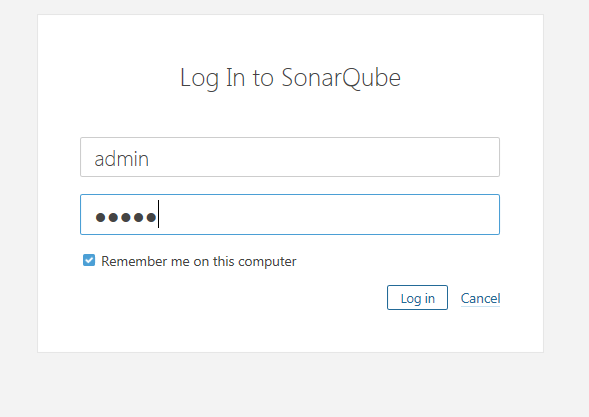 Log In to SonarQube
admin
●●●●●
Remember me on this computer
Log in Cancel